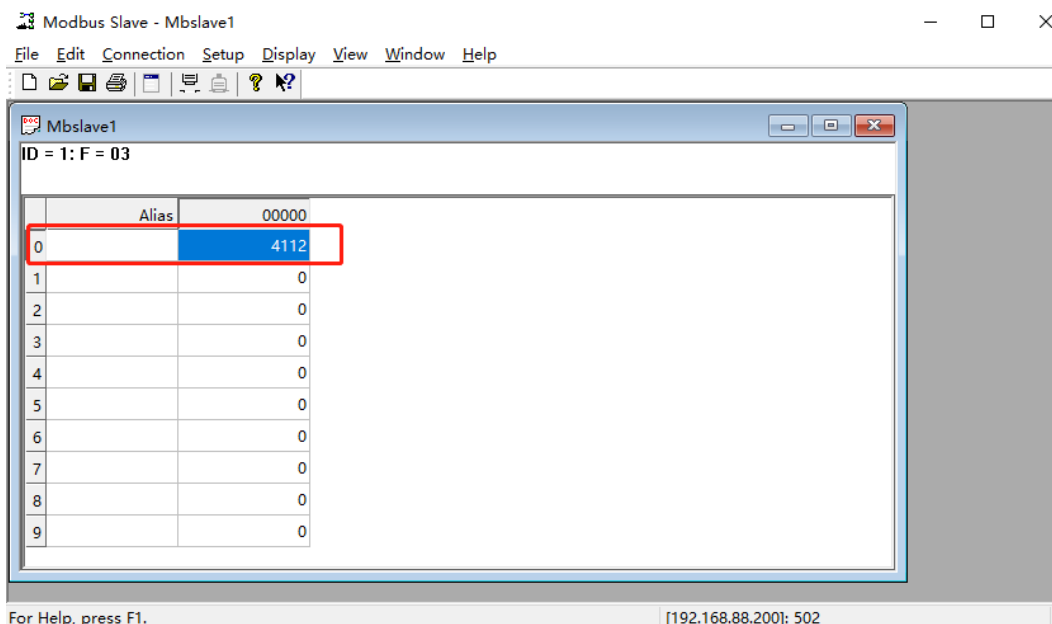 Modbus Slave - Mbslave1
File Edit Connection Setup Display View Window Help
Mbslave1
ID = 1: F = 03
Alias 00000
0 4112
1 0
2 0
3 0
4 0
5 0
6 0
7 0
8 0
9 0
For Help, press F1. [192.168.88.200]: 502